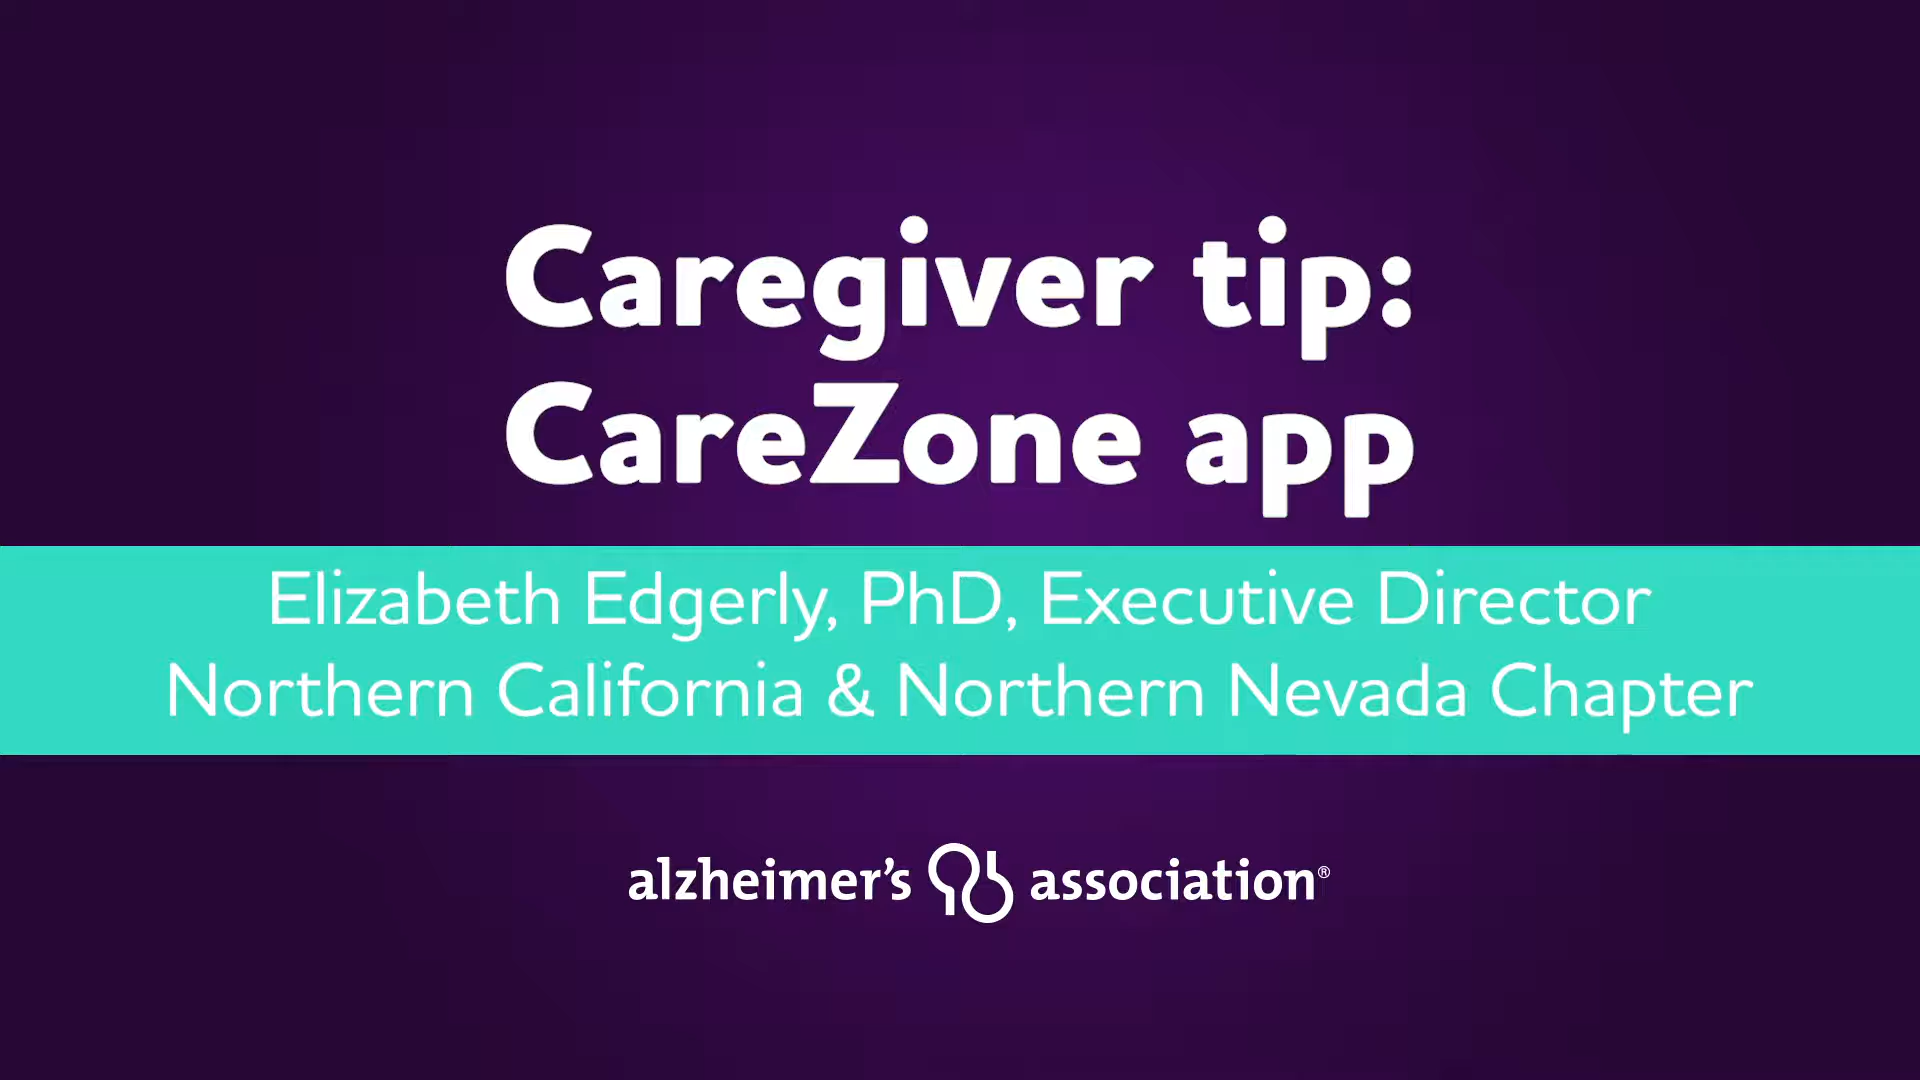 Caregiver tip:
CareZone app
Elizabeth Edgerly, PhD, Executive Director
Northern California & Northern Nevada Chapter
alzheimer's association®